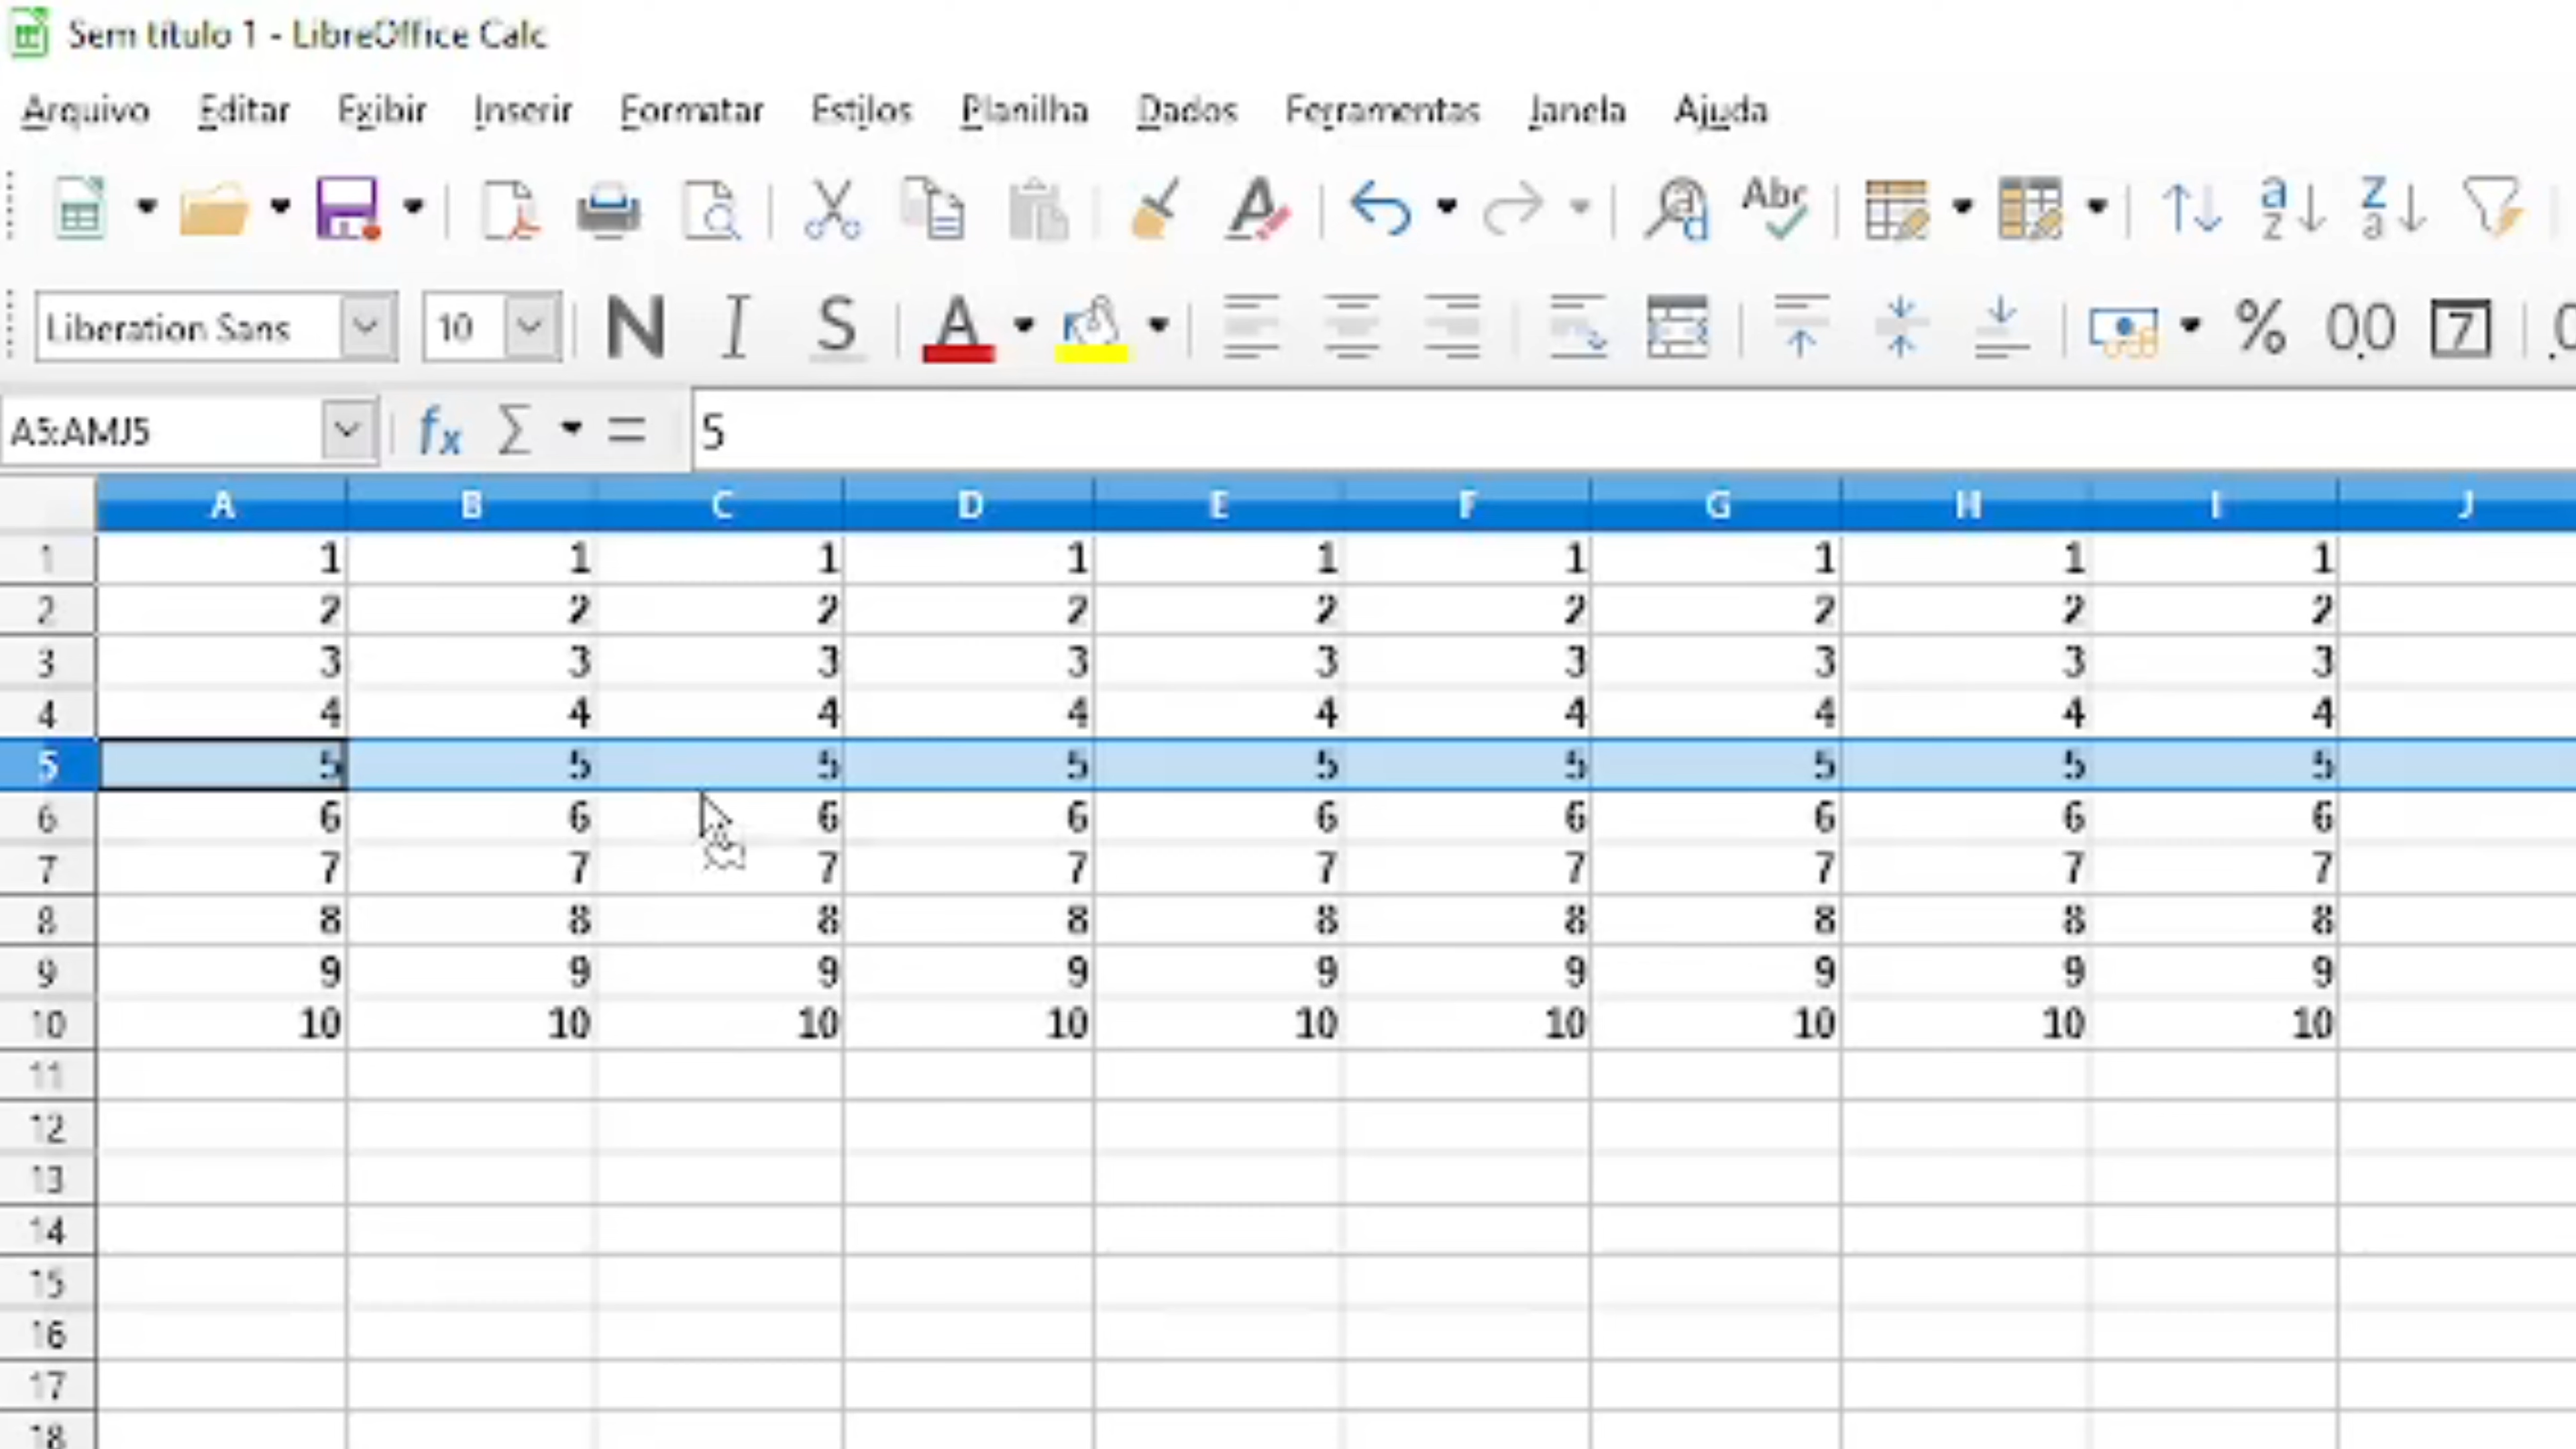 Sem título 1 - LibreOffice Calc
Arquivo Editar Exibir Inserir Formatar Estilos Planilha Dados Ferramentas Janela Ajuda
Abc a z z a
Liberation Sans 10 N I S A % 0.0 7
A5:AMJ5 fx Σ = 5
A B C D E F G H I J
1 1 1 1 1 1 1 1 1 1
2 2 2 2 2 2 2 2 2 2
3 3 3 3 3 3 3 3 3 3
4 4 4 4 4 4 4 4 4 4
5 5 5 5 5 5 5 5 5 5
6 6 6 6 6 6 6 6 6 6
7 7 7 7 7 7 7 7 7 7
8 8 8 8 8 8 8 8 8 8
9 9 9 9 9 9 9 9 9 9
10 10 10 10 10 10 10 10 10 10
11
12
13
14
15
16
17
18